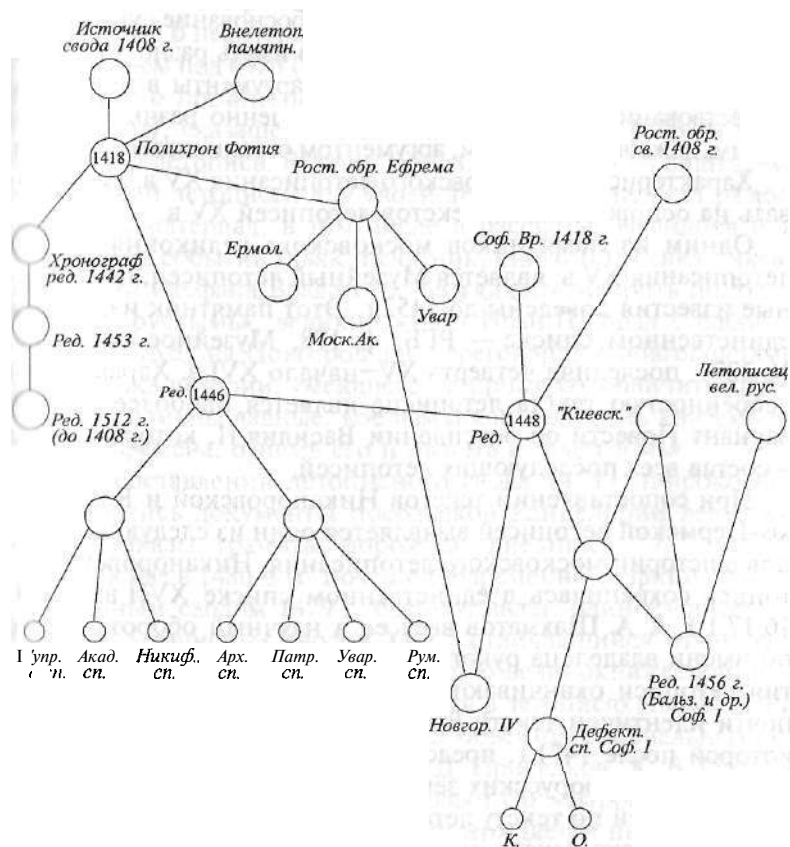 Источник
свода 1408 г.
Внелетоп.
памятн.
1418
Полихрон Фотия
Рост. обр.
св. 1408 г.
Рост. обр. Ефрема
Хронограф
ред. 1442 г.
Ермол.
Соф. Вр. 1418 г.
Увар
Моск.Ак.
Ред. 1453 г.
Летописец
вел. рус.
Ред.
1446
Ред. 1512 г.
(до 1408 г.)
1448
Ред.
"Киевск."
Акад.
сп.
Никиф.
сп.
Арх.
сп.
Патр.
сп.
Увар.
сп.
Рум.
сп.
Ред. 1456 г.
(Бальз. и др.)
Соф. I
Новгор. IV
Дефект.
сп. Соф. I
К.
О.